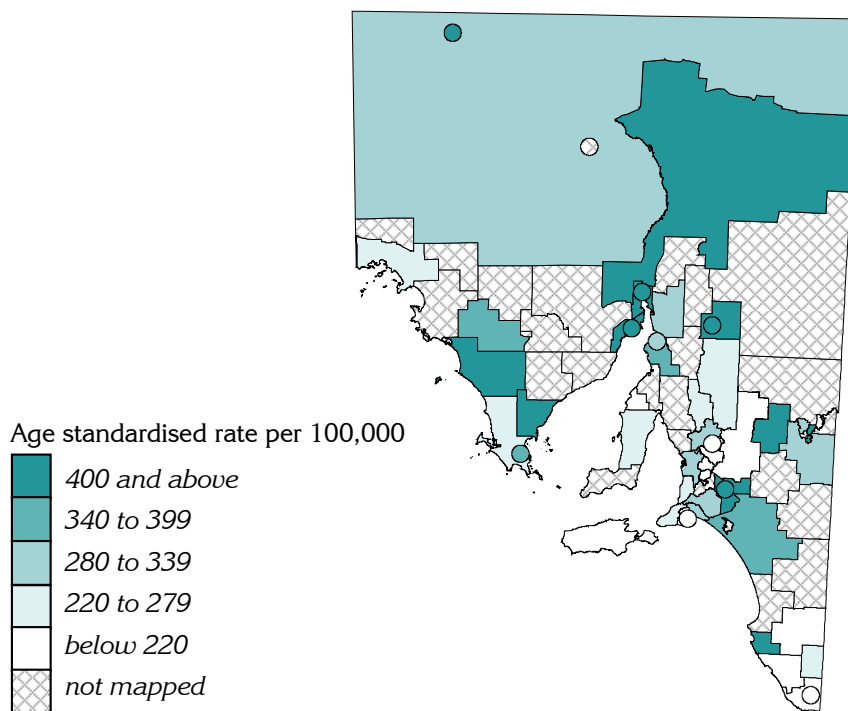 Age standardised rate per 100,000
400 and above
340 to 399
280 to 339
220 to 279
below 220
not mapped